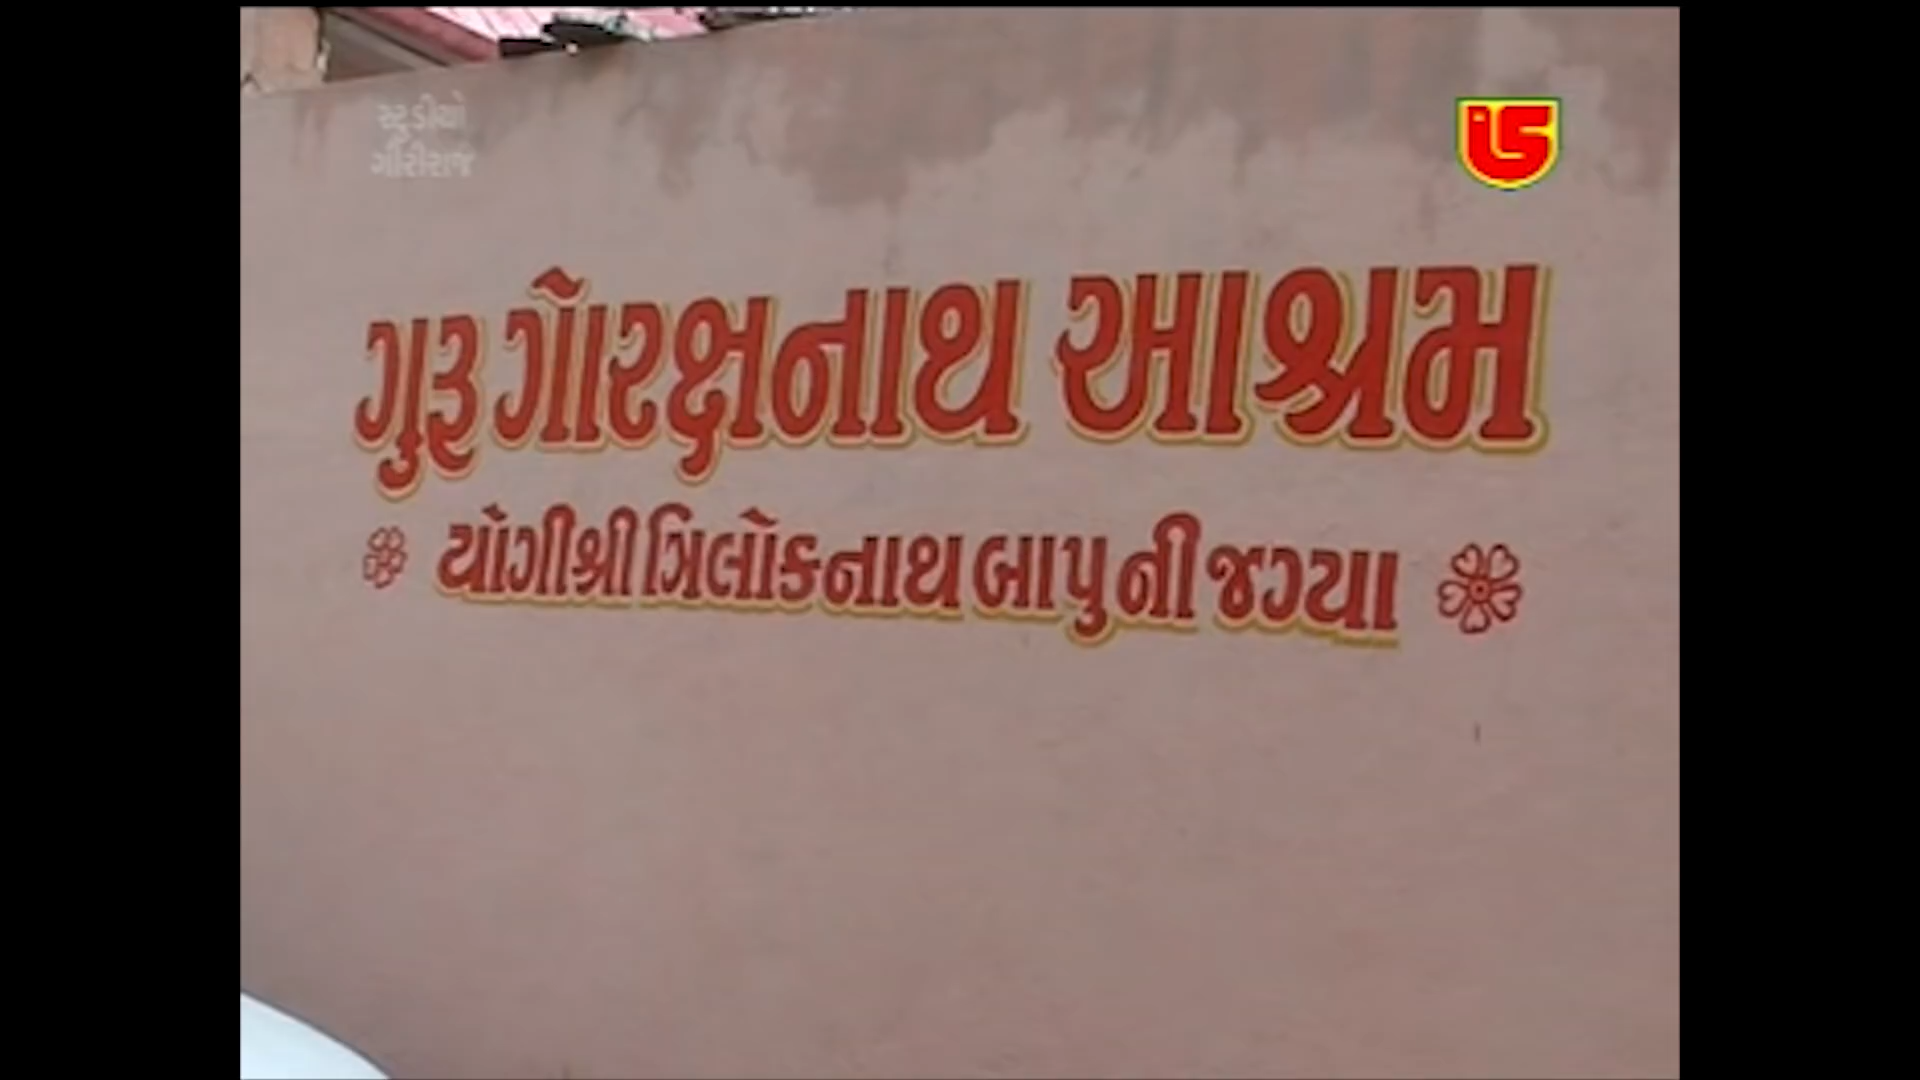 સ્ટુડીયો
ગીરીરાજ
ગુરૂ ગોરક્ષનાથ આશ્રમ
યોગીશ્રી ત્રિલોકનાથ બાપુ ની જગ્યા